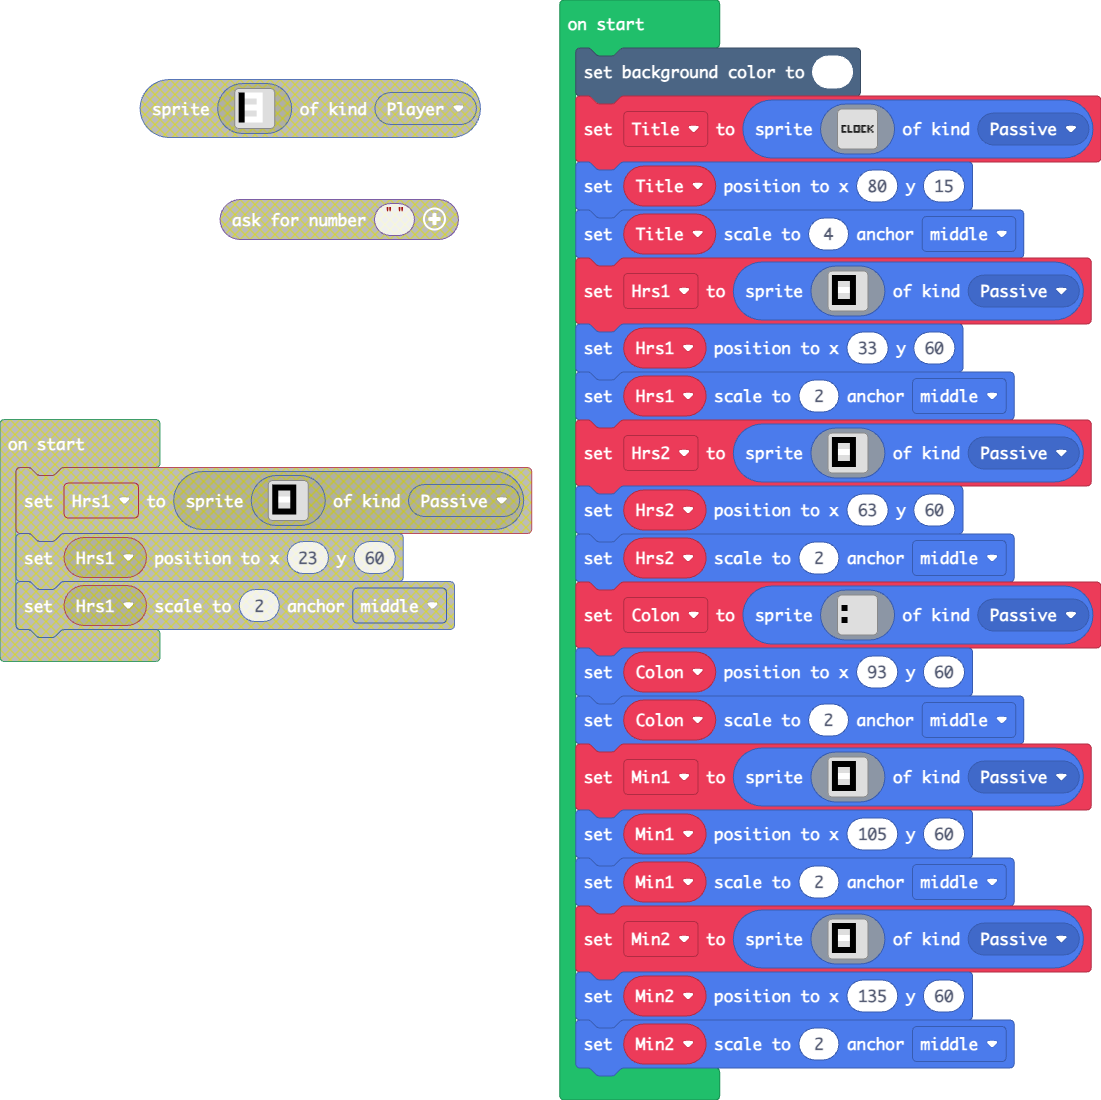 sprite of kind Player
ask for number " "
on start
set Hrs1 to sprite of kind Passive
set Hrs1 position to x 23 y 60
set Hrs1 scale to 2 anchor middle
on start
set background color to
set Title to sprite CLOCK of kind Passive
set Title position to x 80 y 15
set Title scale to 4 anchor middle
set Hrs1 to sprite 0 of kind Passive
set Hrs1 position to x 33 y 60
set Hrs1 scale to 2 anchor middle
set Hrs2 to sprite 0 of kind Passive
set Hrs2 position to x 63 y 60
set Hrs2 scale to 2 anchor middle
set Colon to sprite : of kind Passive
set Colon position to x 93 y 60
set Colon scale to 2 anchor middle
set Min1 to sprite 0 of kind Passive
set Min1 position to x 105 y 60
set Min1 scale to 2 anchor middle
set Min2 to sprite 0 of kind Passive
set Min2 position to x 135 y 60
set Min2 scale to 2 anchor middle